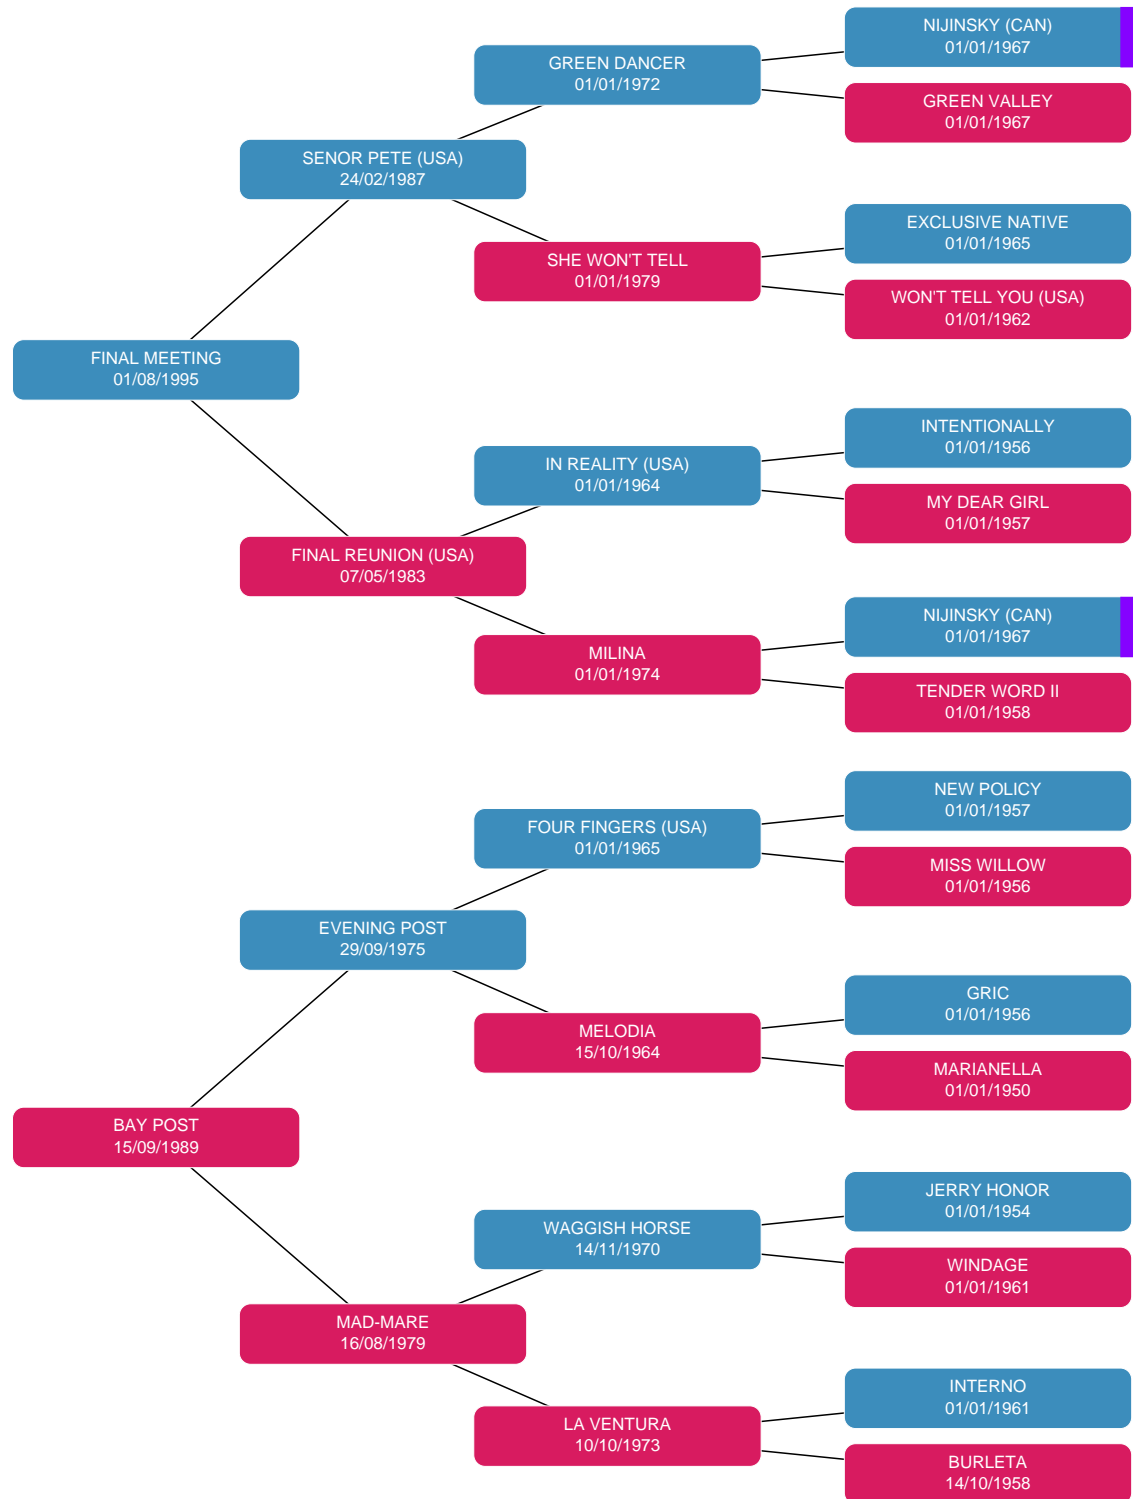 NIJINSKY (CAN)
01/01/1967
GREEN DANCER
01/01/1972
GREEN VALLEY
01/01/1967
SENOR PETE (USA)
24/02/1987
EXCLUSIVE NATIVE
01/01/1965
SHE WON'T TELL
01/01/1979
WON'T TELL YOU (USA)
01/01/1962
FINAL MEETING
01/08/1995
INTENTIONALLY
01/01/1956
IN REALITY (USA)
01/01/1964
MY DEAR GIRL
01/01/1957
FINAL REUNION (USA)
07/05/1983
NIJINSKY (CAN)
01/01/1967
MILINA
01/01/1974
TENDER WORD II
01/01/1958
NEW POLICY
01/01/1957
FOUR FINGERS (USA)
01/01/1965
MISS WILLOW
01/01/1956
EVENING POST
29/09/1975
GRIC
01/01/1956
MELODIA
15/10/1964
MARIANELLA
01/01/1950
BAY POST
15/09/1989
JERRY HONOR
01/01/1954
WAGGISH HORSE
14/11/1970
WINDAGE
01/01/1961
MAD-MARE
16/08/1979
INTERNO
01/01/1961
LA VENTURA
10/10/1973
BURLETA
14/10/1958